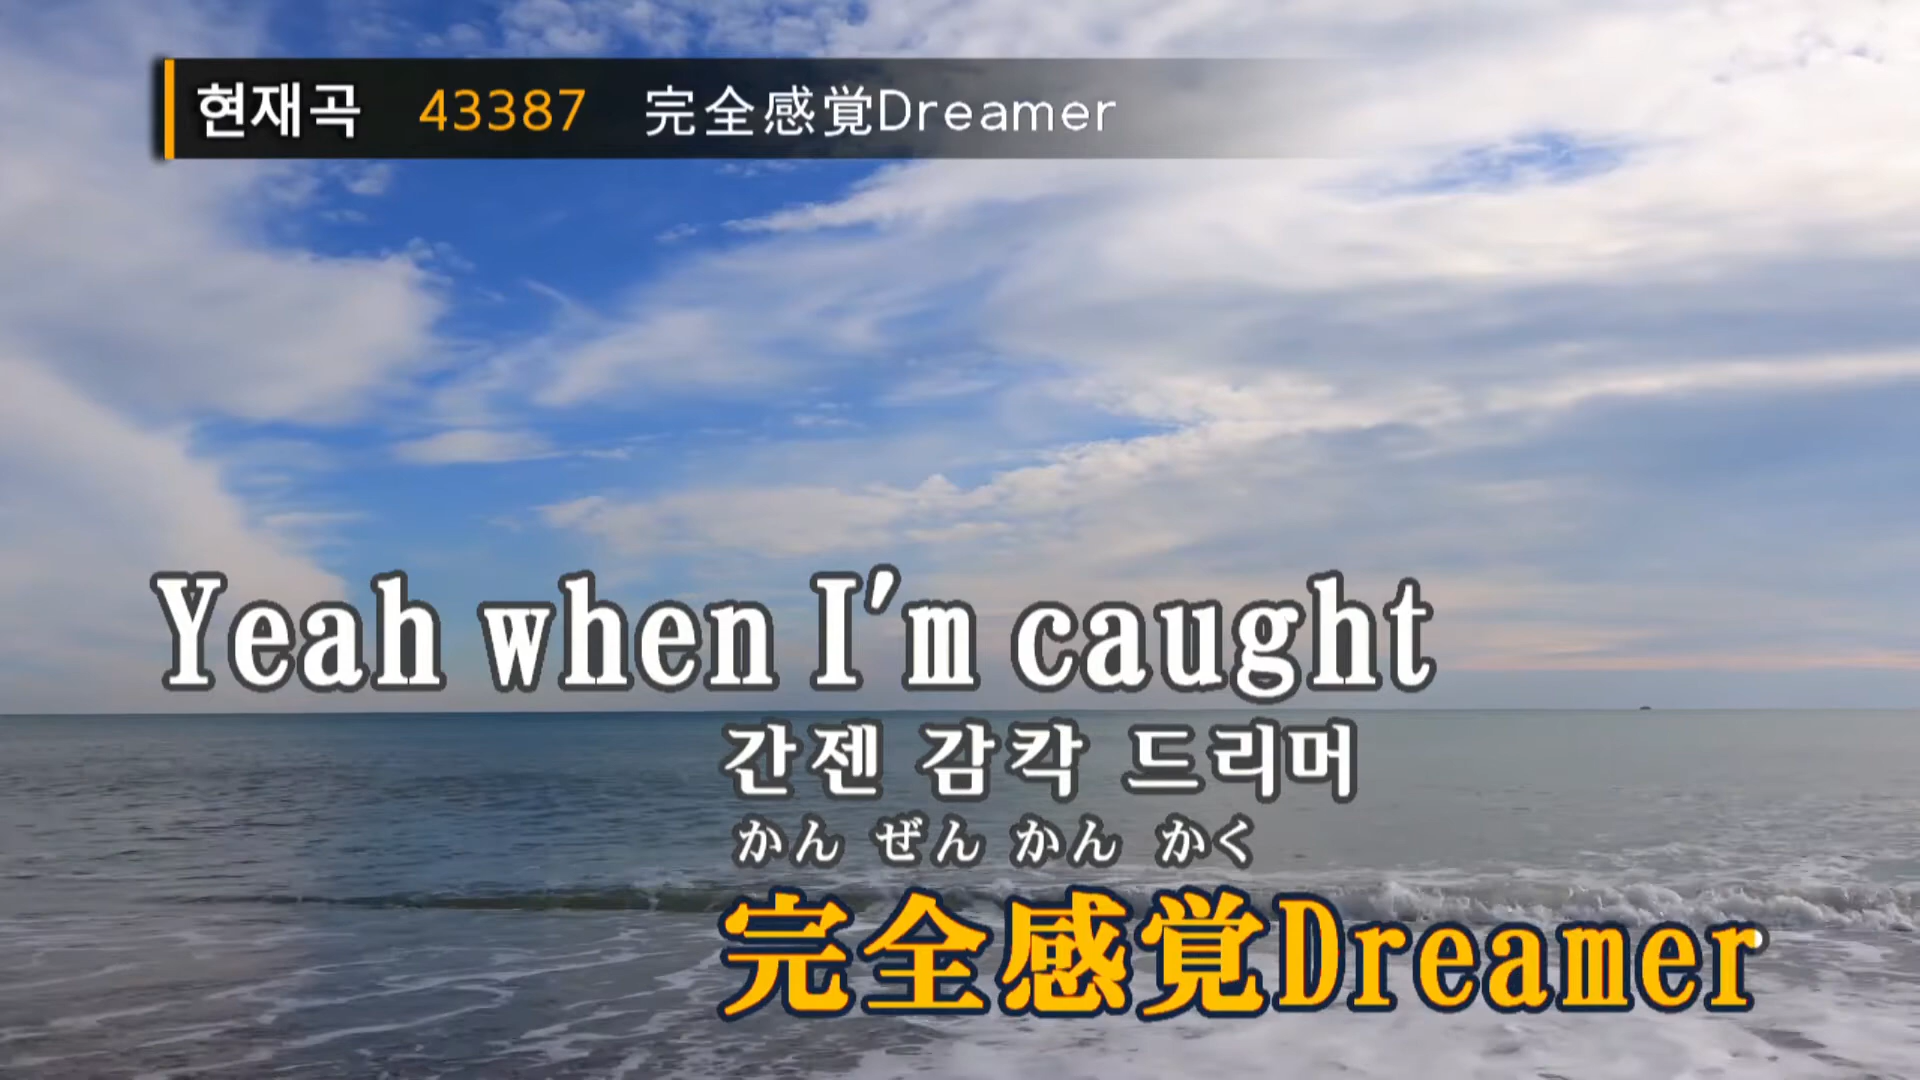 현재곡 43387 完全感覚Dreamer
Yeah when I'm caught
간젠 감칵 드리머
かん ぜん かん かく
完全感覚Dreamer